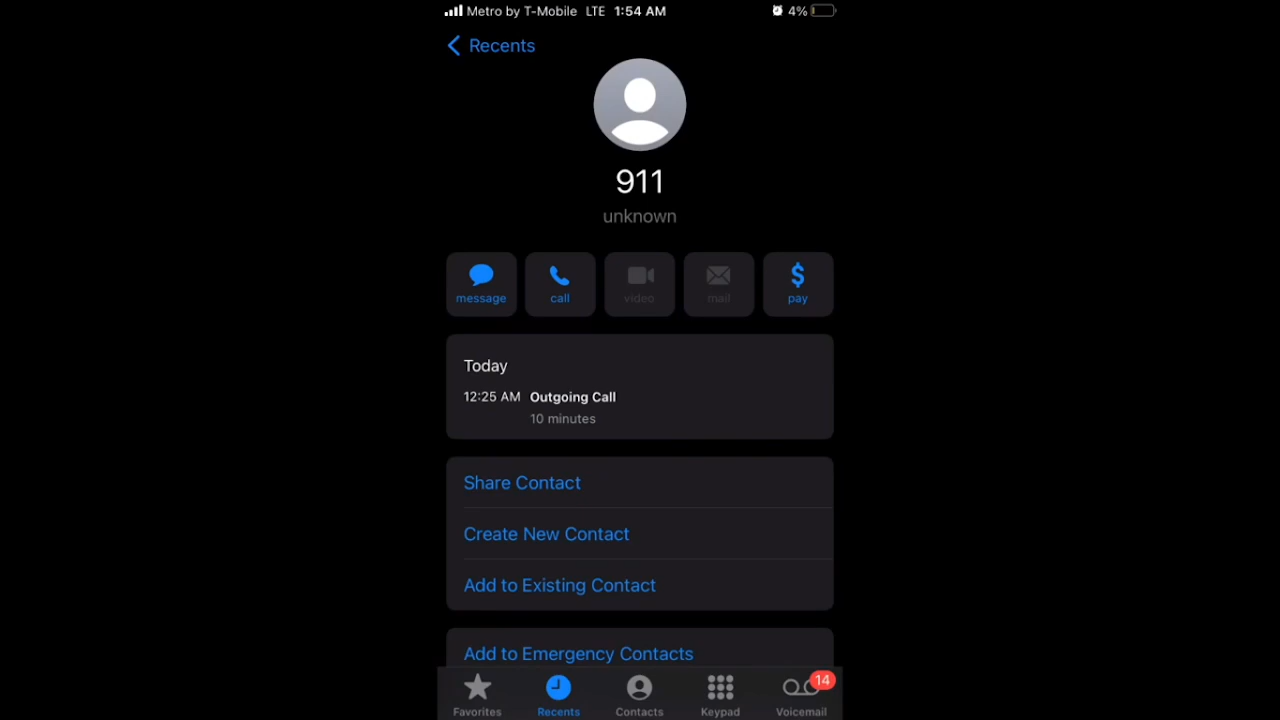 Metro by T-Mobile LTE 1:54 AM 4%
Recents
911
unknown
message call video mail $ pay
Today
12:25 AM Outgoing Call
10 minutes
Share Contact
Create New Contact
Add to Existing Contact
Add to Emergency Contacts
14
Favorites Recents Contacts Keypad Voicemail